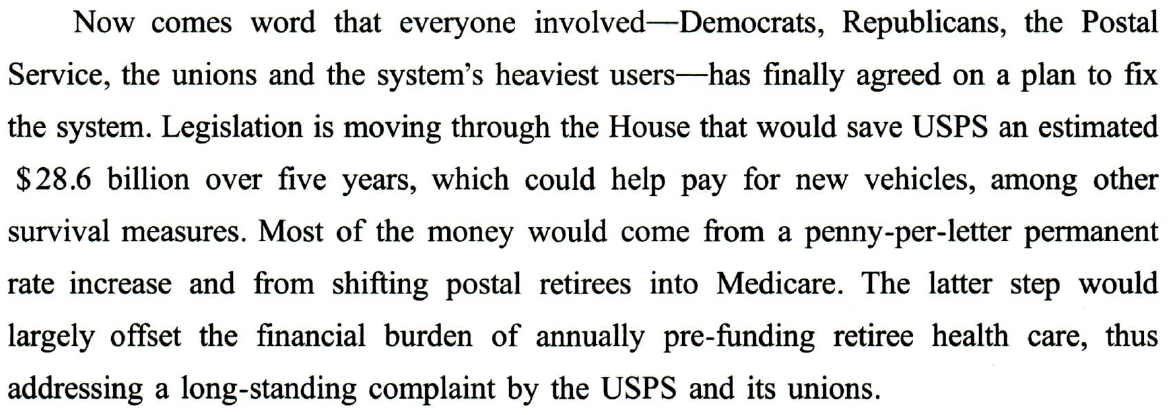 Now comes word that everyone involved—Democrats, Republicans, the Postal
Service, the unions and the system's heaviest users—has finally agreed on a plan to fix
the system. Legislation is moving through the House that would save USPS an estimated
$28.6 billion over five years, which could help pay for new vehicles, among other
survival measures. Most of the money would come from a penny-per-letter permanent
rate increase and from shifting postal retirees into Medicare. The latter step would
largely offset the financial burden of annually pre-funding retiree health care, thus
addressing a long-standing complaint by the USPS and its unions.